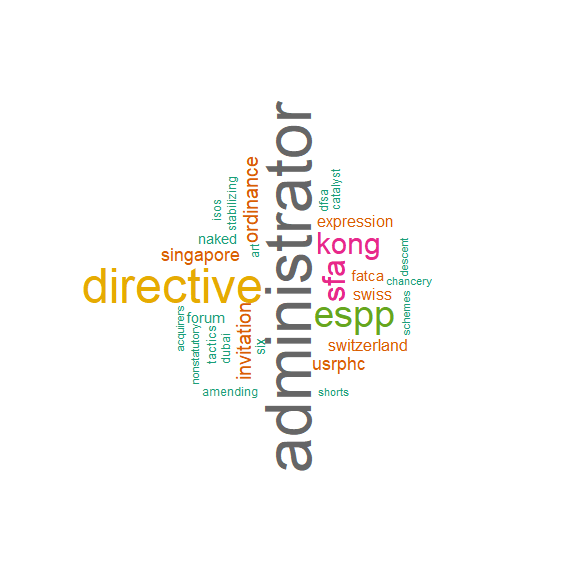 administrator
directive
espp
kong
sfa
ordinance
invitation
singapore
expression
fatca
swiss
switzerland
usrphc
isos
stabilizing
naked
art
dfsa
catalyst
descent
chancery
schemes
shorts
forum
acquirers
nonstatutory
tactics
dubai
six
amending